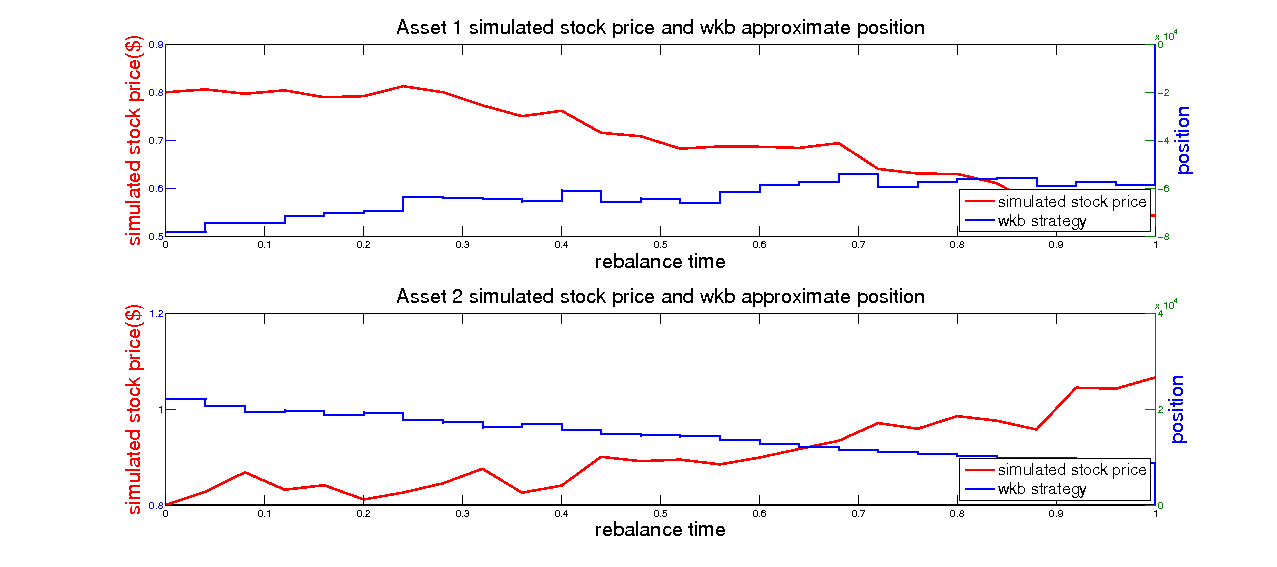 Asset 1 simulated stock price and wkb approximate position
x 10^4
0.9 0
0.8 -2
0.7 -4
0.6 -6
0.5 -8
simulated stock price($)
position
simulated stock price
wkb strategy
0 0.1 0.2 0.3 0.4 0.5 0.6 0.7 0.8 0.9 1
rebalance time
Asset 2 simulated stock price and wkb approximate position
x 10^4
1.2 4
1 2
0.8 0
simulated stock price($)
position
simulated stock price
wkb strategy
0 0.1 0.2 0.3 0.4 0.5 0.6 0.7 0.8 0.9 1
rebalance time